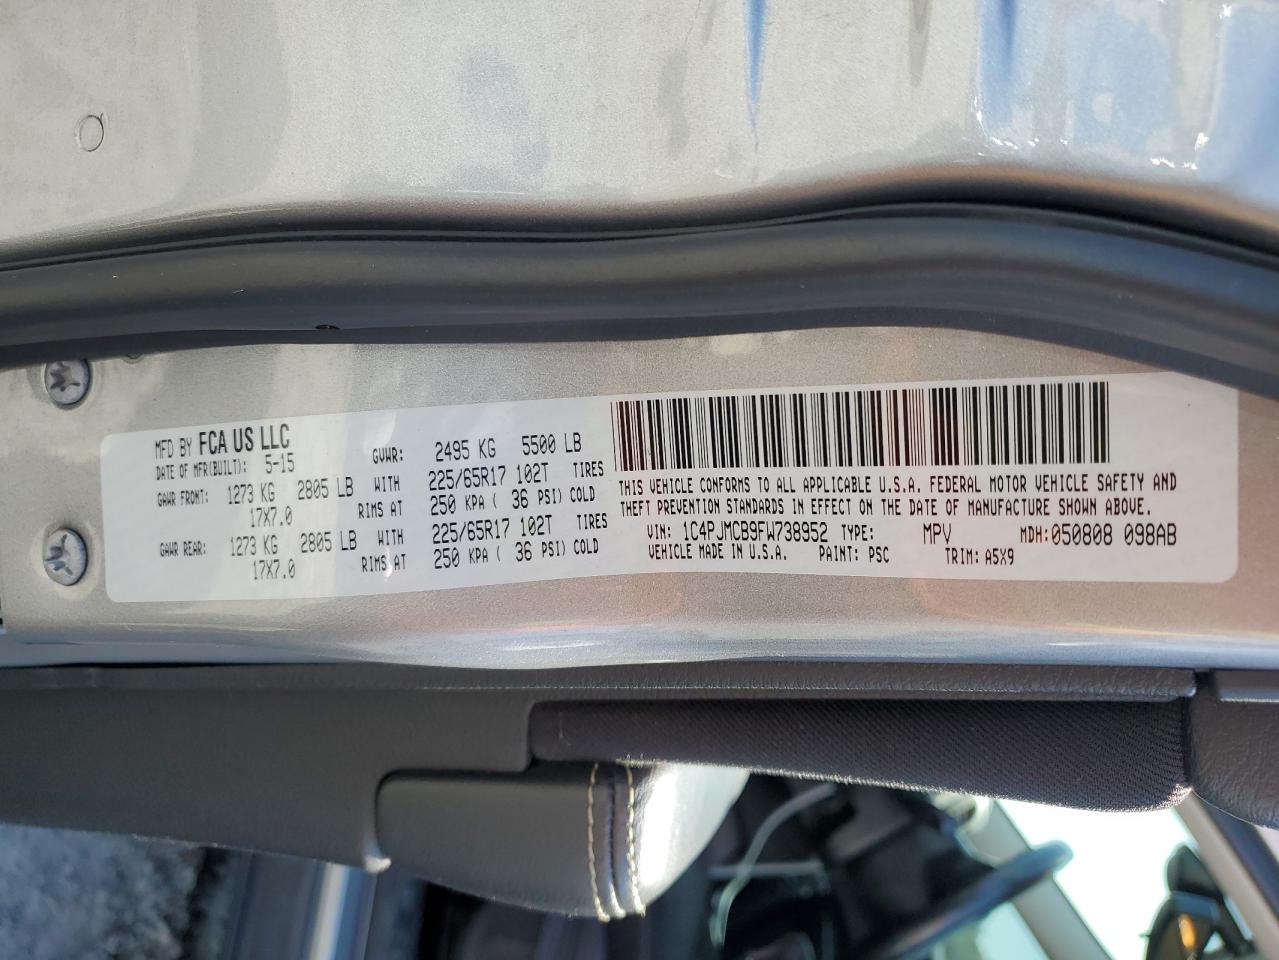 MFD BY FCA US LLC
DATE OF MFR(BUILT): 5-15 GVWR: 2495 KG 5500 LB
GAWR FRONT: 1273 KG 2805 LB WITH 225/65R17 102T TIRES
17X7.0 RIMS AT 250 KPA ( 36 PSI) COLD
GAWR REAR: 1273 KG 2805 LB WITH 225/65R17 102T TIRES
17X7.0 RIMS AT 250 KPA ( 36 PSI) COLD
THIS VEHICLE CONFORMS TO ALL APPLICABLE U.S.A. FEDERAL MOTOR VEHICLE SAFETY AND
THEFT PREVENTION STANDARDS IN EFFECT ON THE DATE OF MANUFACTURE SHOWN ABOVE.
VIN: 1C4PJMCB9FW738952 TYPE: MPV MDH: 050808 098AB
VEHICLE MADE IN U.S.A. PAINT: PSC TRIM: A5X9